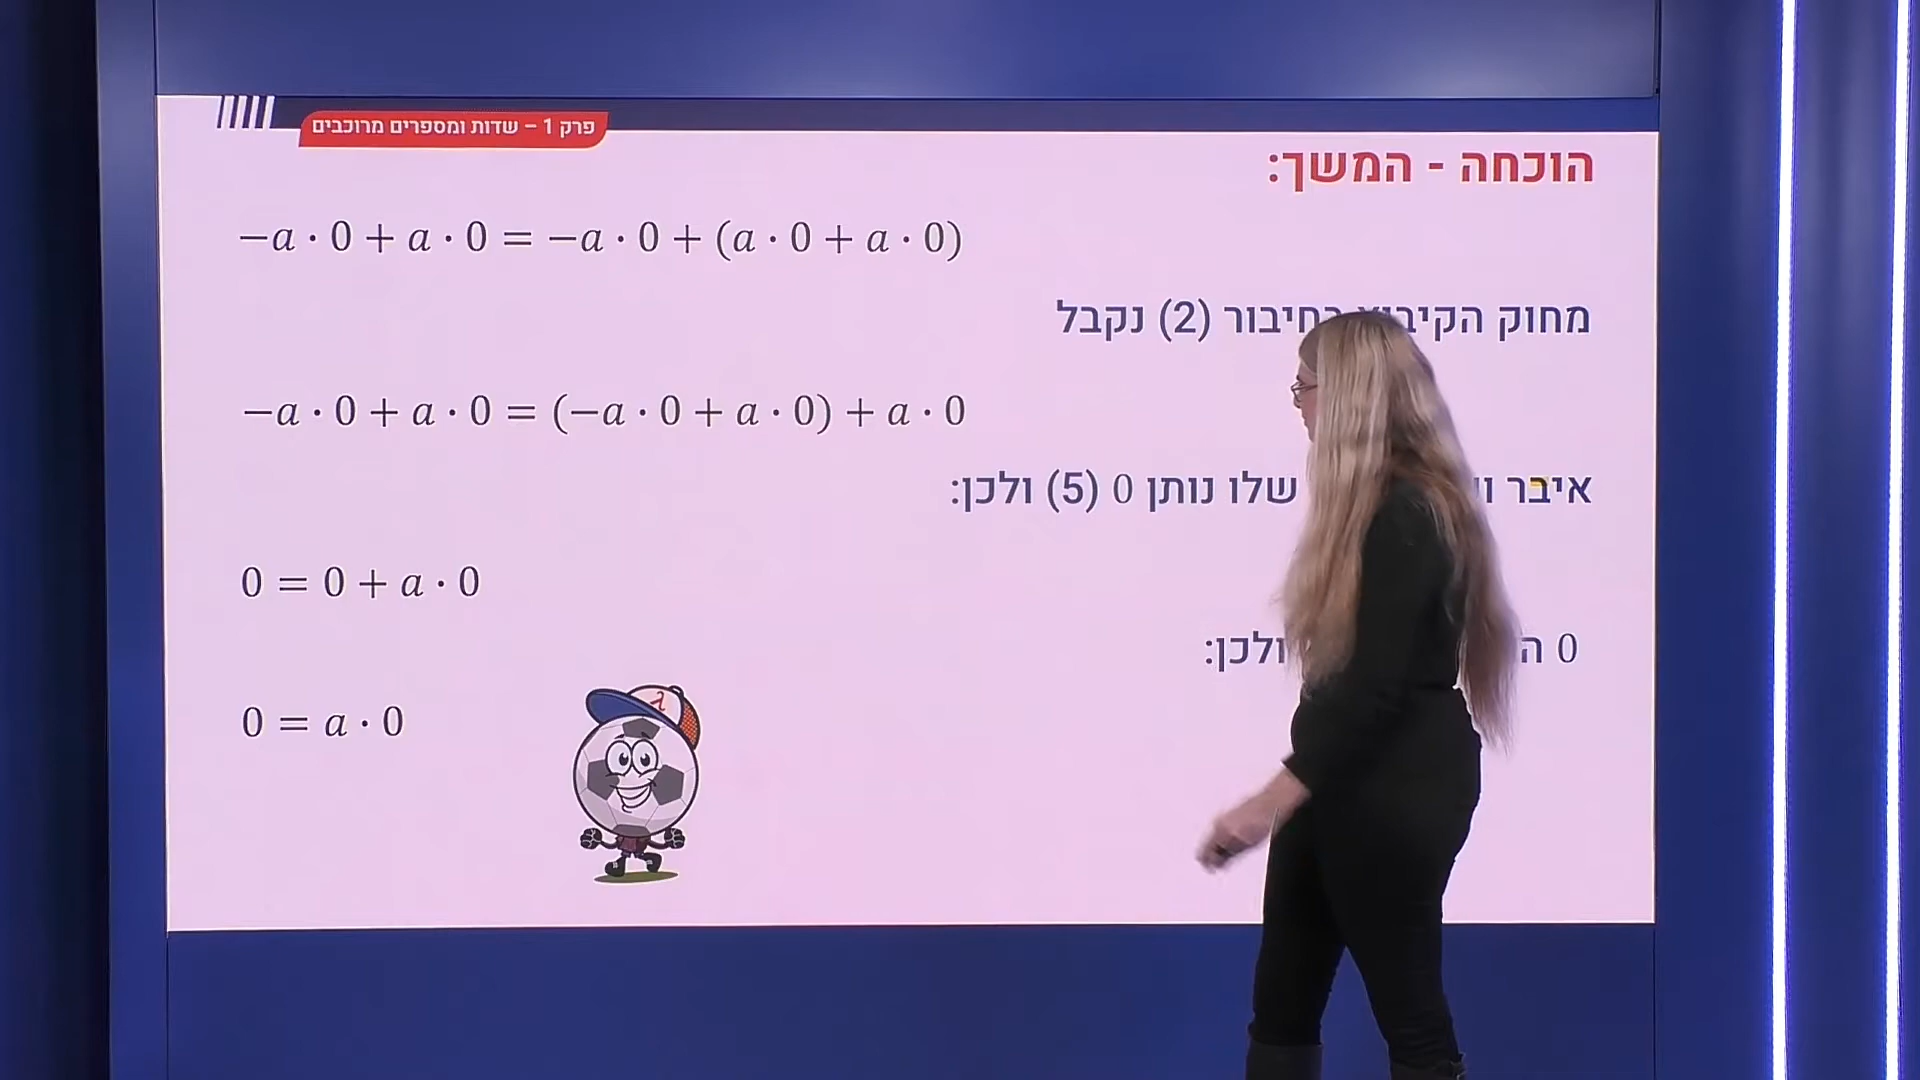 פרק 1 – שדות ומספרים מרוכבים
הוכחה - המשך:
−a · 0 + a · 0 = −a · 0 + (a · 0 + a · 0)
מחוק בחיבור (2) נקבל
−a · 0 + a · 0 = (−a · 0 + a · 0) + a · 0
איבר שלו נותן 0 (5) ולכן:
0 = 0 + a · 0
0 ולכן:
0 = a · 0
λ